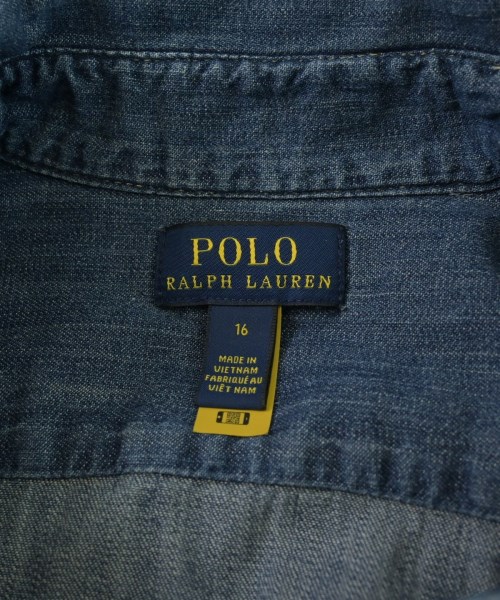 POLO
RALPH LAUREN
16
MADE IN
VIETNAM
FABRIQUÉ AU
VIÊT NAM